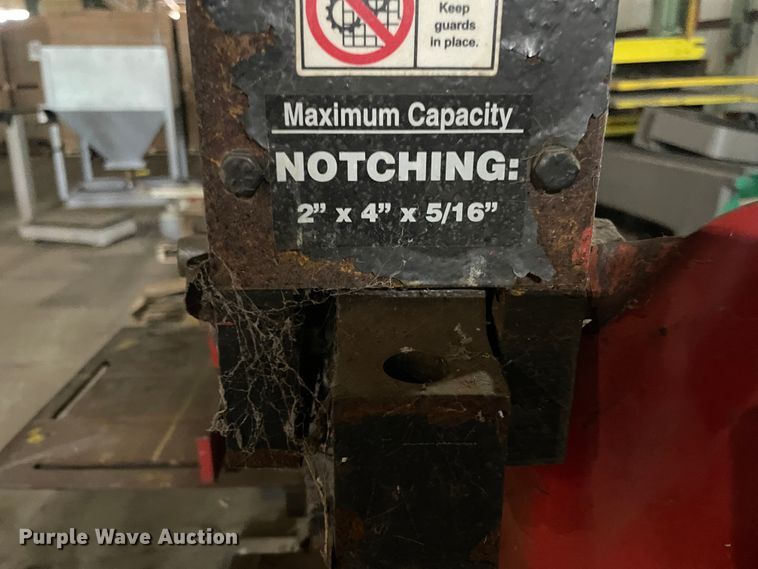 Keep
guards
in place.
Maximum Capacity
NOTCHING:
2" x 4" x 5/16"
Purple Wave Auction